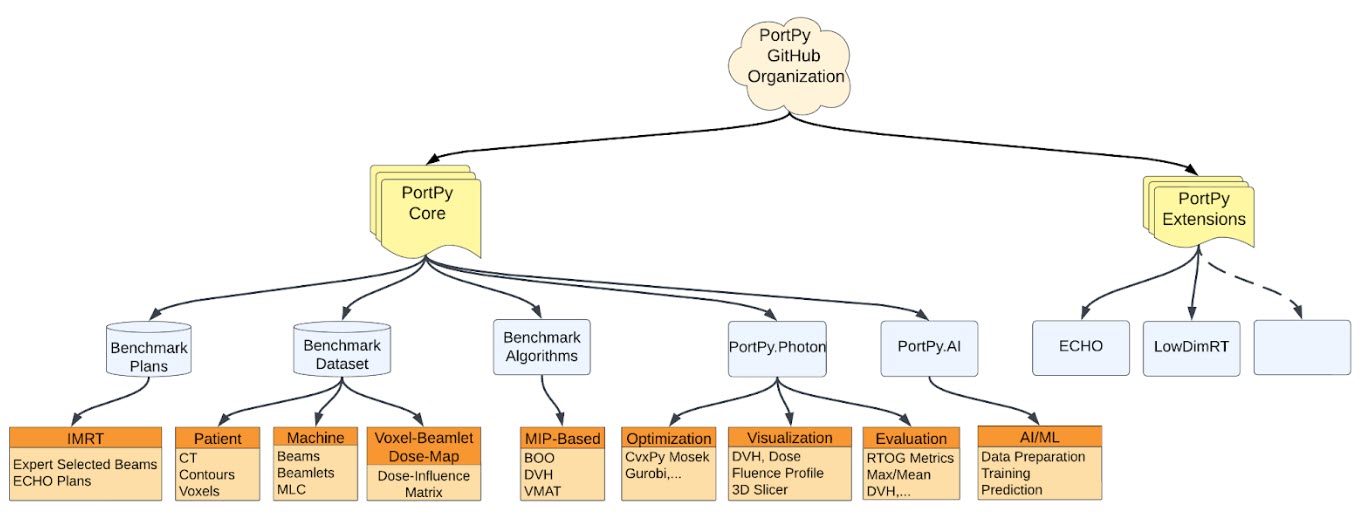 PortPy
GitHub
Organization
PortPy
Core
PortPy
Extensions
Benchmark
Plans
Benchmark
Dataset
Benchmark
Algorithms
PortPy.Photon
PortPy.AI
ECHO
LowDimRT
IMRT
Expert Selected Beams
ECHO Plans
Patient
CT
Contours
Voxels
Machine
Beams
Beamlets
MLC
Voxel-Beamlet
Dose-Map
Dose-Influence
Matrix
MIP-Based
BOO
DVH
VMAT
Optimization
CvxPy Mosek
Gurobi,...
Visualization
DVH, Dose
Fluence Profile
3D Slicer
Evaluation
RTOG Metrics
Max/Mean
DVH,...
AI/ML
Data Preparation
Training
Prediction